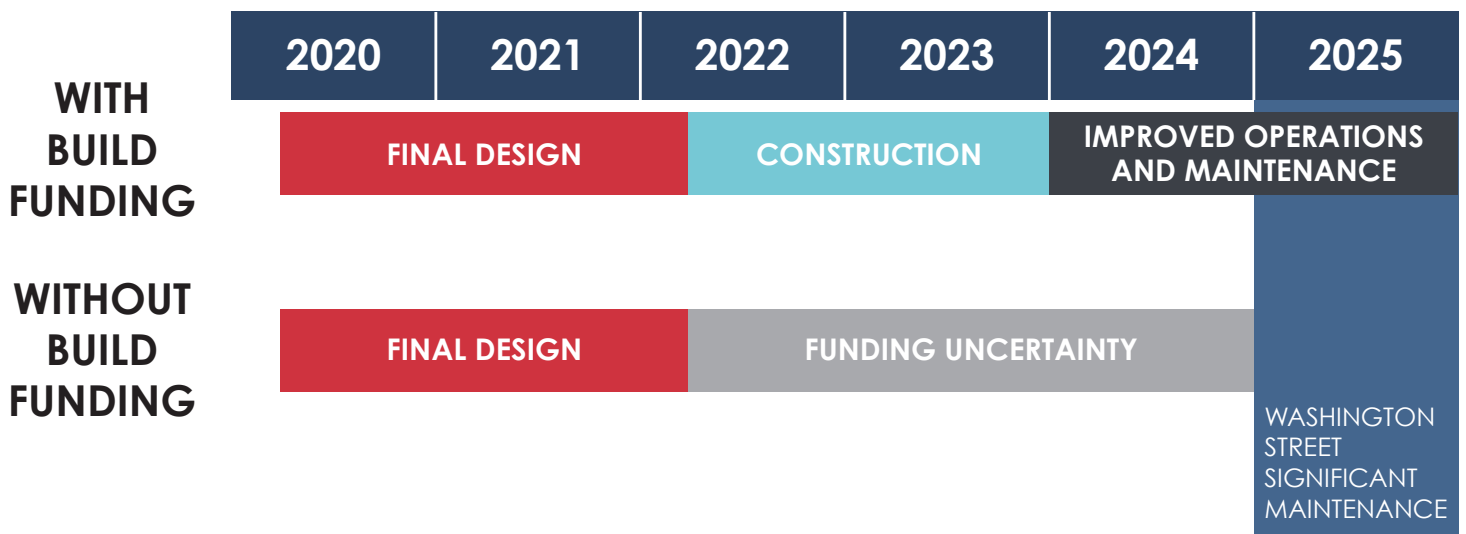 2020 2021 2022 2023 2024 2025
WITH
BUILD
FUNDING
FINAL DESIGN
CONSTRUCTION
IMPROVED OPERATIONS
AND MAINTENANCE
WITHOUT
BUILD
FUNDING
FINAL DESIGN
FUNDING UNCERTAINTY
WASHINGTON
STREET
SIGNIFICANT
MAINTENANCE